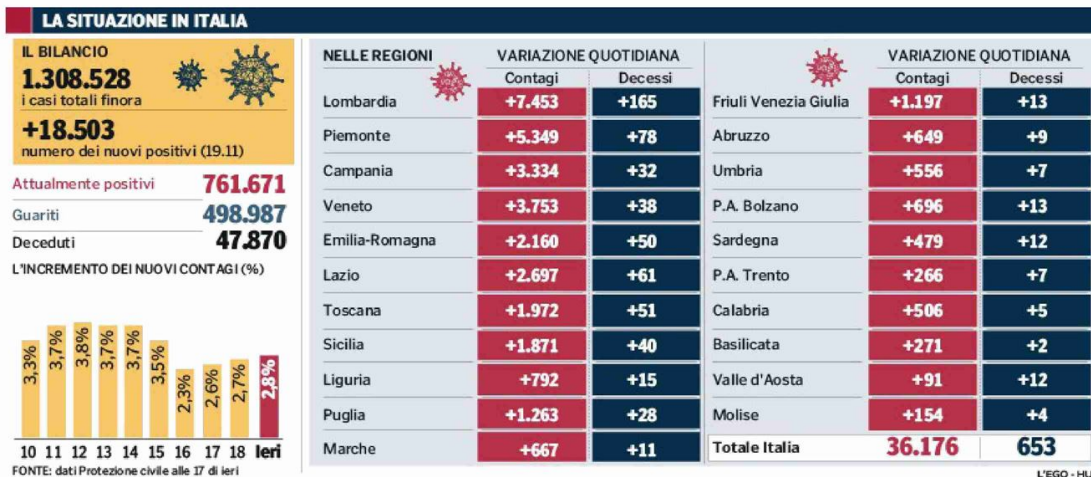 LA SITUAZIONE IN ITALIA
IL BILANCIO
1.308.528
i casi totali finora
+18.503
numero dei nuovi positivi (19.11)
Attualmente positivi 761.671
Guariti 498.987
Deceduti 47.870
L'INCREMENTO DEI NUOVI CONTAGI (%)
3,3% 3,7% 3,8% 3,7% 3,7% 3,5% 2,3% 2,6% 2,7% 2,8%
10 11 12 13 14 15 16 17 18 Ieri
FONTE: dati Protezione civile alle 17 di ieri
NELLE REGIONI VARIAZIONE QUOTIDIANA
Contagi Decessi
Lombardia +7.453 +165
Piemonte +5.349 +78
Campania +3.334 +32
Veneto +3.753 +38
Emilia-Romagna +2.160 +50
Lazio +2.697 +61
Toscana +1.972 +51
Sicilia +1.871 +40
Liguria +792 +15
Puglia +1.263 +28
Marche +667 +11
VARIAZIONE QUOTIDIANA
Contagi Decessi
Friuli Venezia Giulia +1.197 +13
Abruzzo +649 +9
Umbria +556 +7
P.A. Bolzano +696 +13
Sardegna +479 +12
P.A. Trento +266 +7
Calabria +506 +5
Basilicata +271 +2
Valle d'Aosta +91 +12
Molise +154 +4
Totale Italia 36.176 653
L'EGO - HU